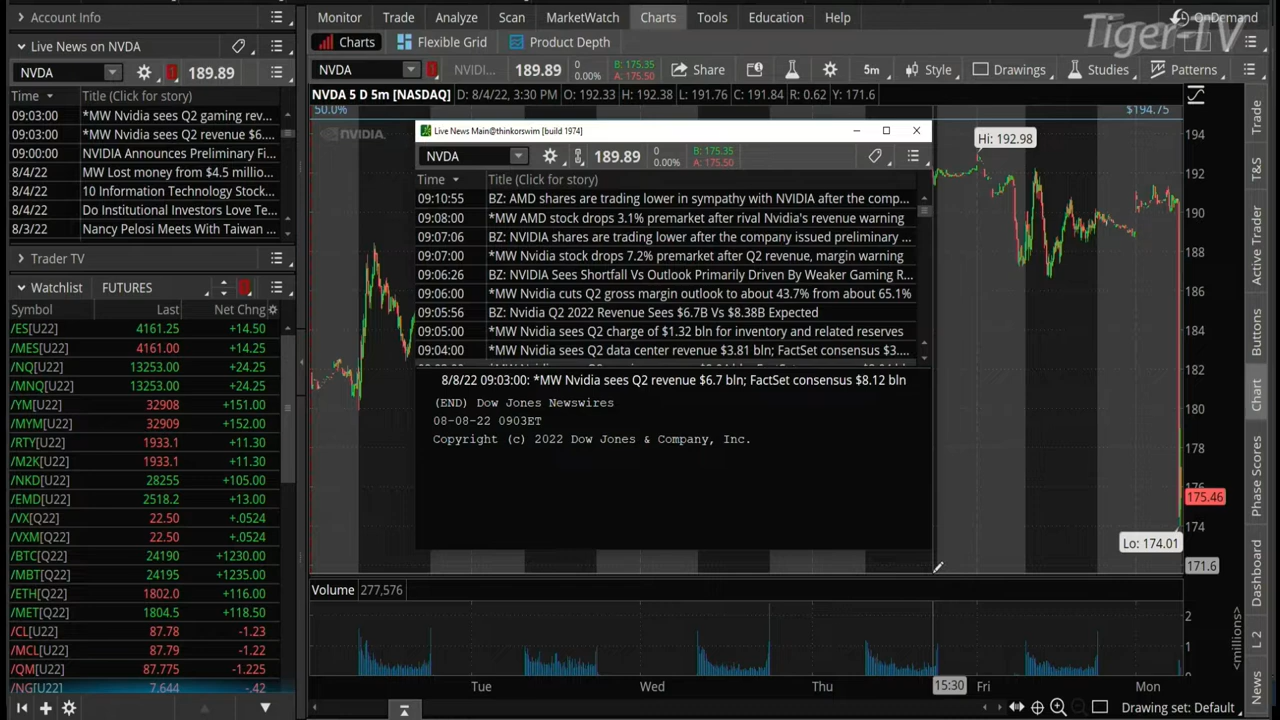 Account Info
Live News on NVDA
NVDA 189.89
Time Title (Click for story)
09:03:00 *MW Nvidia sees Q2 gaming rev...
09:03:00 *MW Nvidia sees Q2 revenue $6....
09:00:00 NVIDIA Announces Preliminary Fi...
8/4/22 MW Lost money from $4.5 millio...
8/4/22 10 Information Technology Stock...
8/4/22 Do Institutional Investors Love Te...
8/3/22 Nancy Pelosi Meets With Taiwan ...
Trader TV
Watchlist FUTURES
Symbol Last Net Chng
/ES[U22] 4161.25 +14.50
/MES[U22] 4161.00 +14.50
/NQ[U22] 13253.00 +24.25
/MNQ[U22] 13253.00 +24.25
/YM[U22] 32908 +151.00
/MYM[U22] 32909 +152.00
/RTY[U22] 1933.1 +11.30
/M2K[U22] 1933.1 +11.30
/NKD[U22] 28255 +105.00
/EMD[U22] 2518.2 +13.00
/VX[Q22] 22.50 +.0524
/VXM[Q22] 22.50 +.0524
/BTC[Q22] 24190 +1230.00
/MBT[Q22] 24195 +1235.00
/ETH[Q22] 1802.0 +116.00
/MET[Q22] 1804.5 +118.50
/CL[U22] 87.78 -1.23
/MCL[U22] 87.79 -1.22
/QM[U22] 87.775 -1.225
/NG[U22] 7.644 -.42
Monitor Trade Analyze Scan MarketWatch Charts Tools Education Help
OnDemand
Tiger-TV
Charts Flexible Grid Product Depth
NVDA NVIDI... 189.89 0 0.00% B: 175.35 A: 175.50 Share 5m Style Drawings Studies Patterns
NVDA 5 D 5m [NASDAQ] D: 8/4/22, 3:30 PM O: 192.33 H: 192.38 L: 191.76 C: 191.84 R: 0.62 Y: 171.6
50.0% $194.75
NVIDIA
Live News Main@thinkorswim [build 1974]
NVDA 189.89 0 0.00% B: 175.35 A: 175.50
Time Title (Click for story)
09:10:55 BZ: AMD shares are trading lower in sympathy with NVIDIA after the comp...
09:08:00 *MW AMD stock drops 3.1% premarket after rival Nvidia's revenue warning
09:07:06 BZ: NVIDIA shares are trading lower after the company issued preliminary ...
09:07:00 *MW Nvidia stock drops 7.2% premarket after Q2 revenue, margin warning
09:06:26 BZ: NVIDIA Sees Shortfall Vs Outlook Primarily Driven By Weaker Gaming R...
09:06:00 *MW Nvidia cuts Q2 gross margin outlook to about 43.7% from about 65.1%
09:05:56 BZ: Nvidia Q2 2022 Revenue Sees $6.7B Vs $8.38B Expected
09:05:00 *MW Nvidia sees Q2 charge of $1.32 bln for inventory and related reserves
09:04:00 *MW Nvidia sees Q2 data center revenue $3.81 bln; FactSet consensus $3....
8/8/22 09:03:00: *MW Nvidia sees Q2 revenue $6.7 bln; FactSet consensus $8.12 bln
(END) Dow Jones Newswires
08-08-22 0903ET
Copyright (c) 2022 Dow Jones & Company, Inc.
Hi: 192.98
Lo: 174.01
194
192
190
188
186
184
182
180
178
176
175.46
174
171.6
Volume 277,576
2
1
1
<millions>
Tue Wed Thu 15:30 Fri Mon
Drawing set: Default
Trade
T&S
Active Trader
Buttons
Chart
Phase Scores
Dashboard
L 2
News